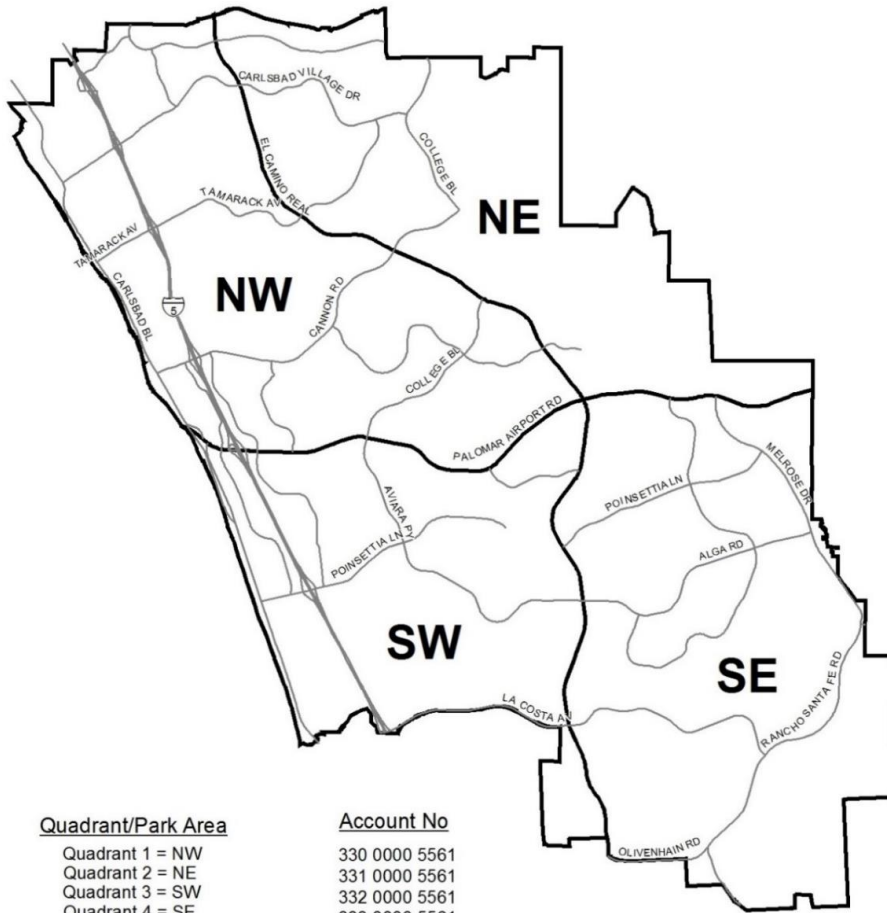 CARLSBAD VILLAGE DR
EL CAMINO REAL
COLLEGE BL
TAMARACK AV
NE
TAMARACK AV
CARLSBAD BL
5
NW
CANNON RD
COLLEGE BL
PALOMAR AIRPORT RD
MELROSE DR
POINSETTIA LN
AVIARA PY
ALGA RD
POINSETTIA LN
SW
SE
LA COSTA AV
RANCHO SANTA FE RD
OLIVENHAIN RD
Quadrant/Park Area Account No
Quadrant 1 = NW 330 0000 5561
Quadrant 2 = NE 331 0000 5561
Quadrant 3 = SW 332 0000 5561
Quadrant 4 = SE